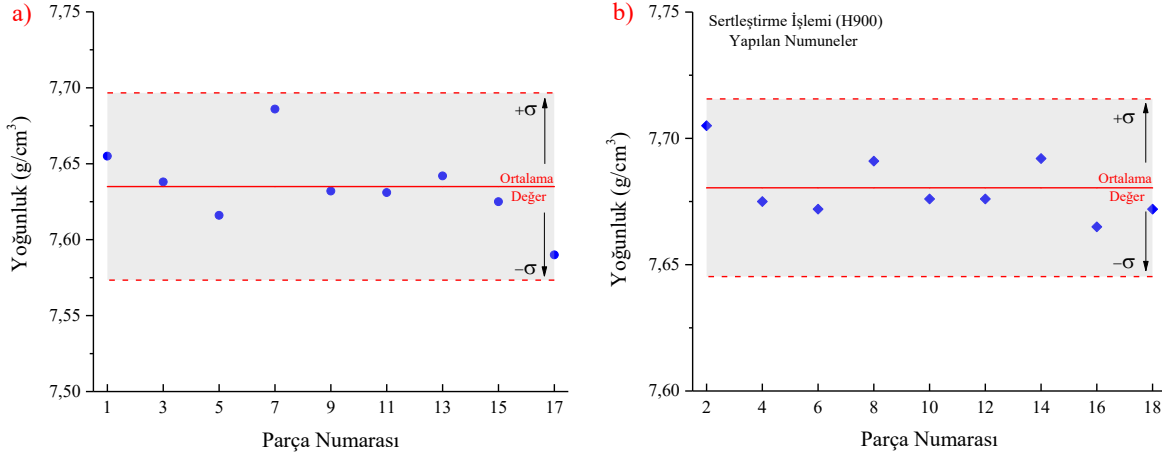 a)
7,75
7,70
7,65
7,60
7,55
7,50
Yoğunluk (g/cm³)
+σ
Ortalama
Değer
−σ
1 3 5 7 9 11 13 15 17
Parça Numarası
b)
7,75
7,70
7,65
7,60
Yoğunluk (g/cm³)
Sertleştirme İşlemi (H900)
Yapılan Numuneler
+σ
Ortalama
Değer
−σ
2 4 6 8 10 12 14 16 18
Parça Numarası